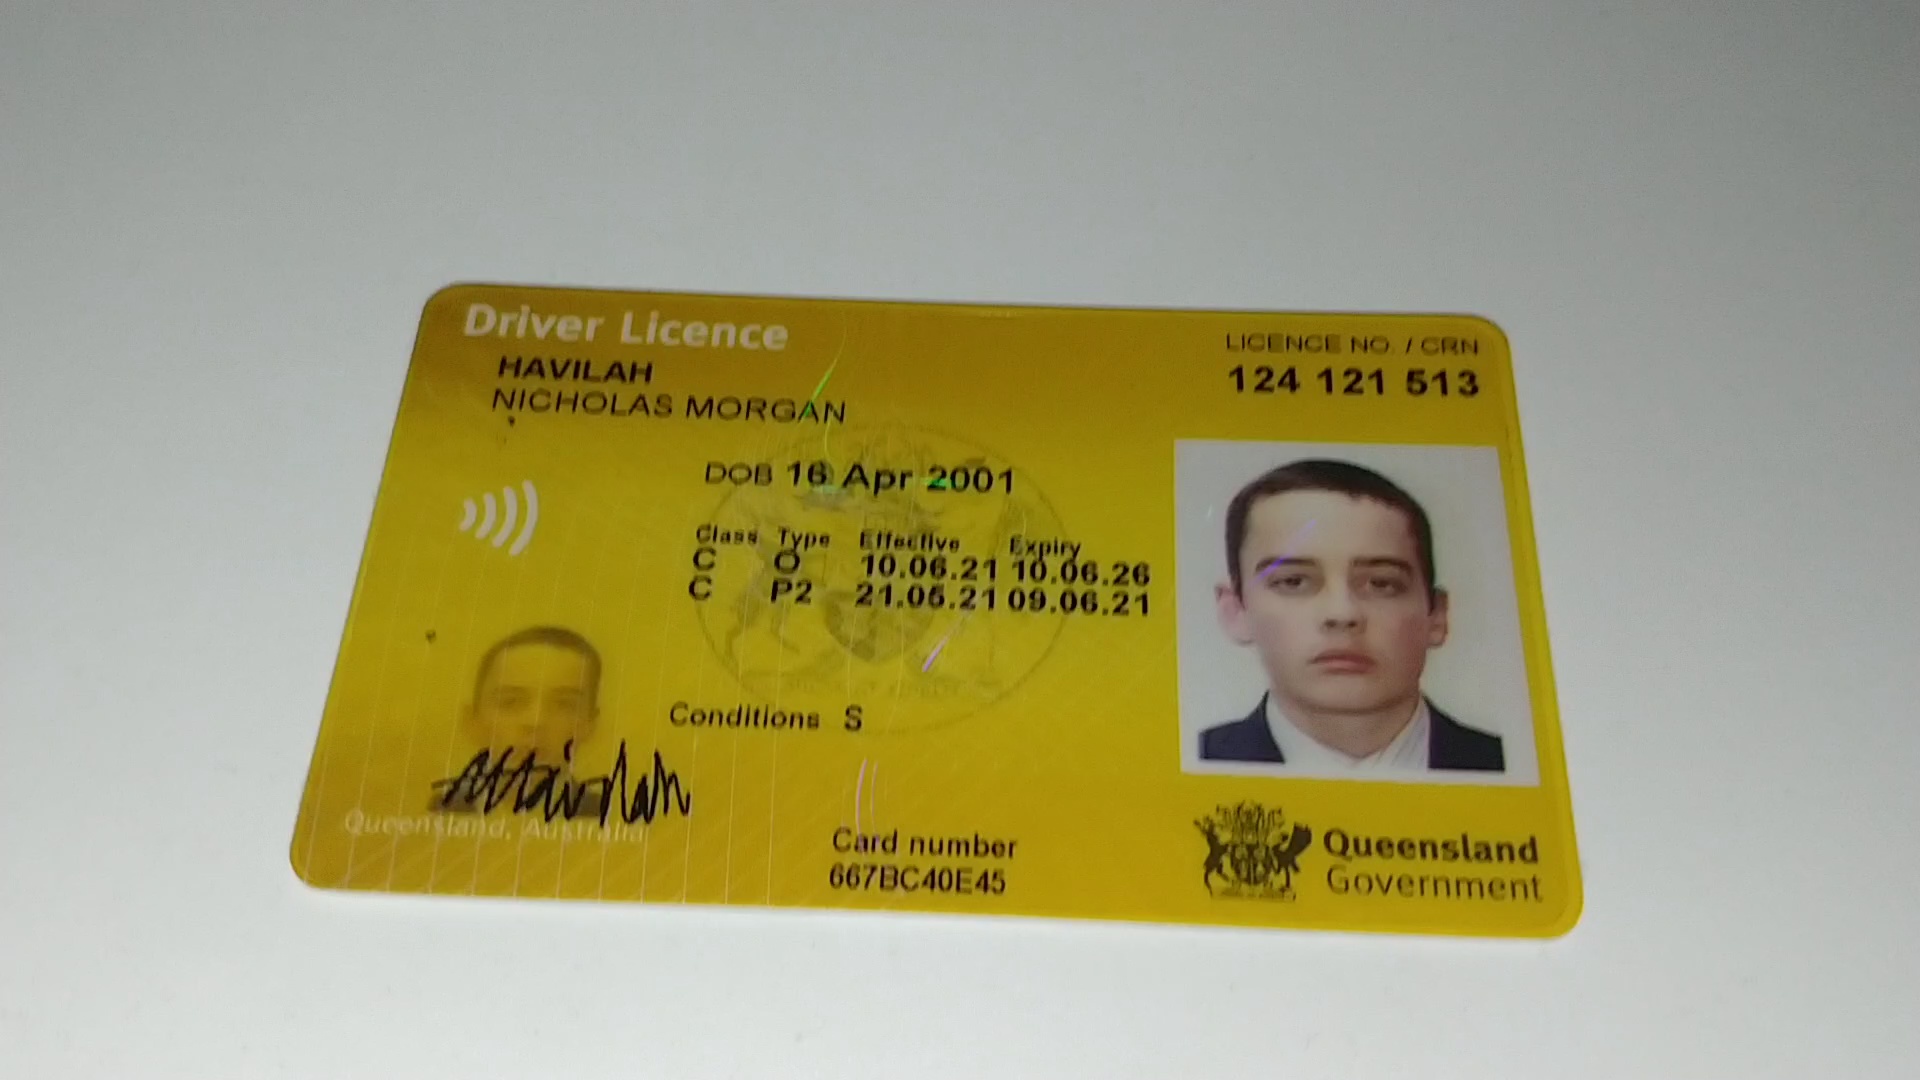 Driver Licence
HAVILAH
NICHOLAS MORGAN
LICENCE NO. / CRN
124 121 513
DOB 16 Apr 2001
Class Type Effective Expiry
C O 10.06.21 10.06.26
C P2 21.05.21 09.06.21
Conditions S
Queensland, Australia
Card number
667BC40E45
Queensland
Government